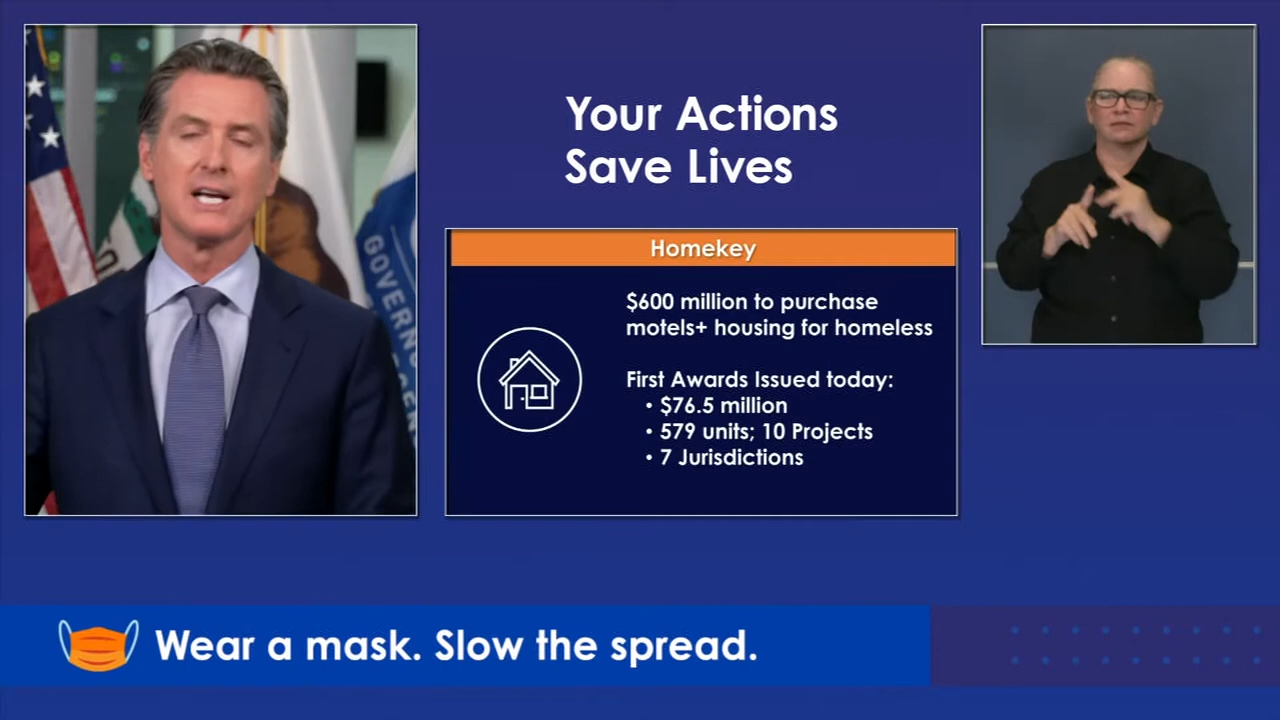 Your Actions
Save Lives
Homekey
$600 million to purchase
motels+ housing for homeless
First Awards Issued today:
• $76.5 million
• 579 units; 10 Projects
• 7 Jurisdictions
Wear a mask. Slow the spread.